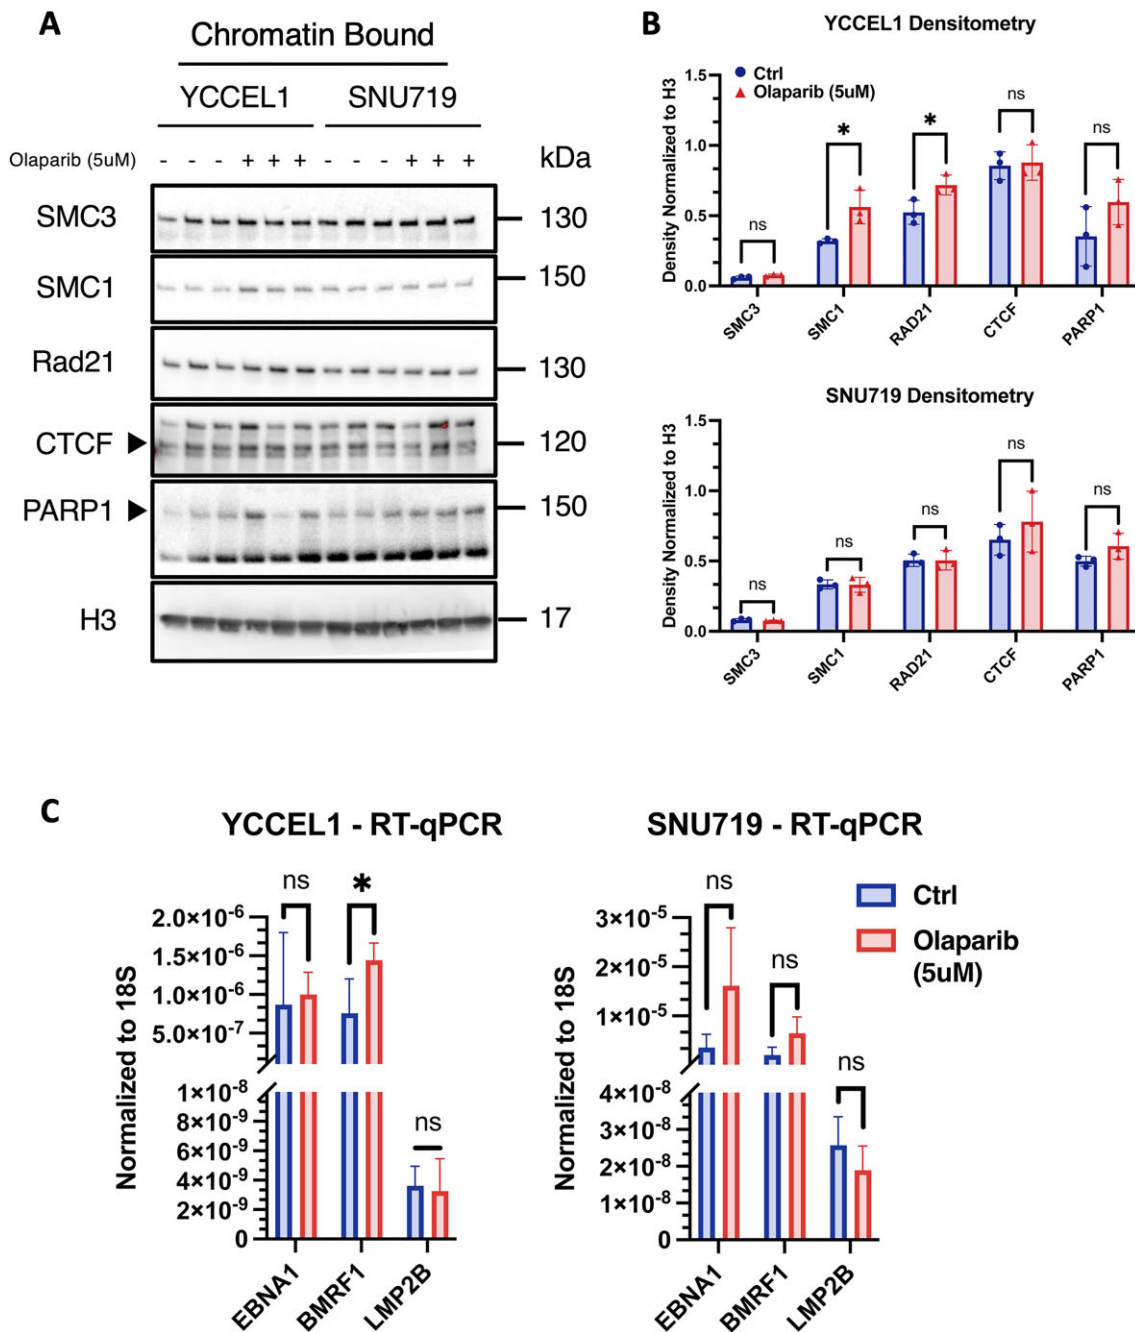 A
Chromatin Bound
YCCEL1 SNU719
Olaparib (5uM) - - - + + + - - - + + + kDa
SMC3 130
SMC1 150
Rad21 130
CTCF 120
PARP1 150
H3 17
B
YCCEL1 Densitometry
Ctrl
Olaparib (5uM)
Density Normalized to H3
1.5
1.0
0.5
0.0
ns * * ns ns
SMC3 SMC1 RAD21 CTCF PARP1
SNU719 Densitometry
Density Normalized to H3
1.5
1.0
0.5
0.0
ns ns ns ns ns
SMC3 SMC1 RAD21 CTCF PARP1
C
YCCEL1 - RT-qPCR
Normalized to 18S
2.0×10⁻⁶
1.5×10⁻⁶
1.0×10⁻⁶
5.0×10⁻⁷
1×10⁻⁸
8×10⁻⁹
6×10⁻⁹
4×10⁻⁹
2×10⁻⁹
0
ns * ns
EBNA1 BMRF1 LMP2B
SNU719 - RT-qPCR
Normalized to 18S
3×10⁻⁵
2×10⁻⁵
1×10⁻⁵
4×10⁻⁸
3×10⁻⁸
2×10⁻⁸
1×10⁻⁸
0
ns ns ns
EBNA1 BMRF1 LMP2B
Ctrl
Olaparib
(5uM)